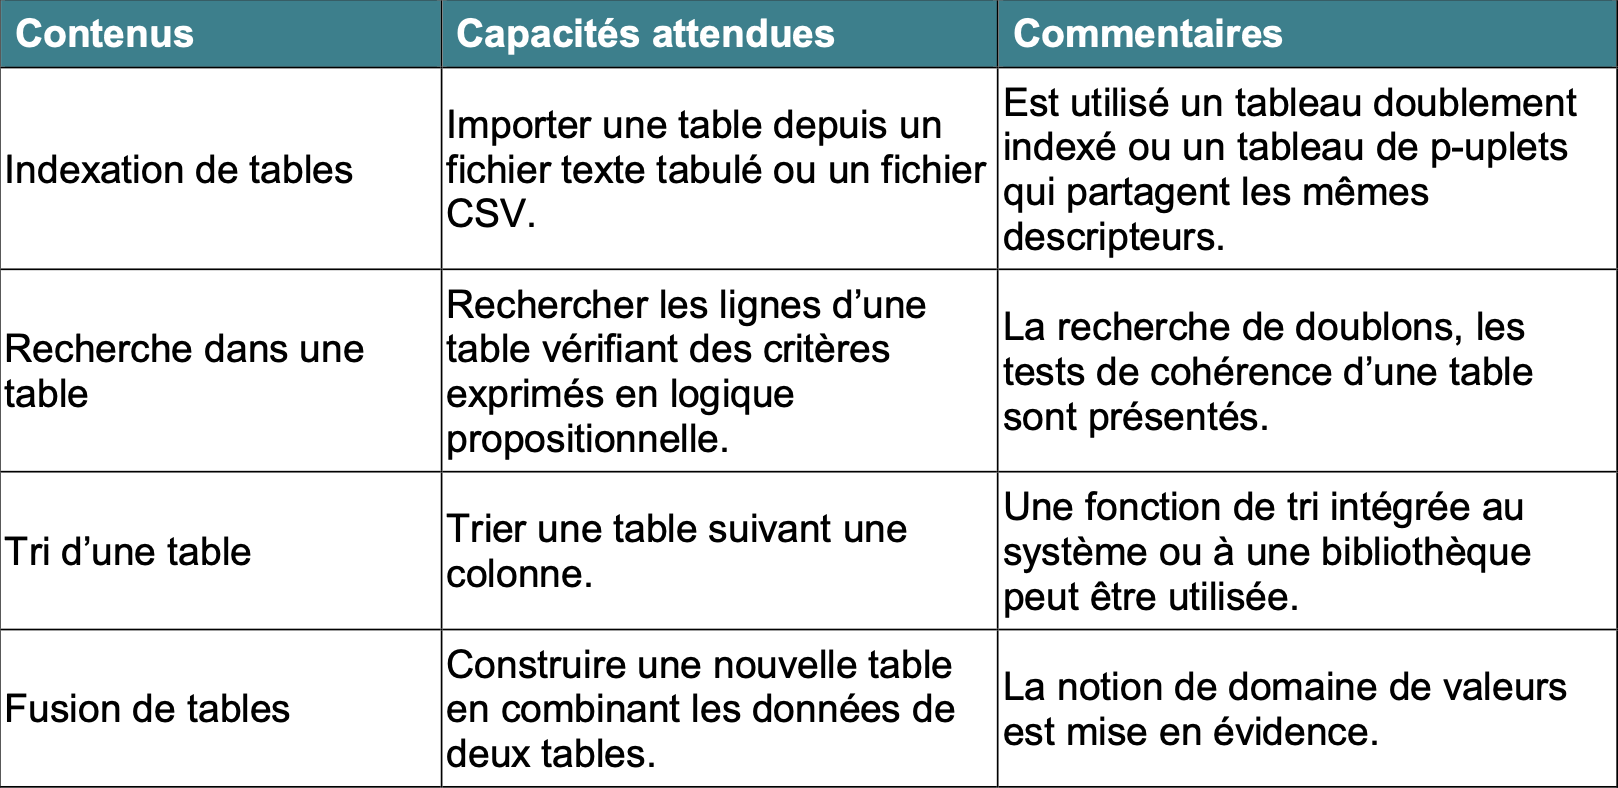 Contenus
Capacités attendues
Commentaires
Indexation de tables
Importer une table depuis un
fichier texte tabulé ou un fichier
CSV.
Est utilisé un tableau doublement
indexé ou un tableau de p-uplets
qui partagent les mêmes
descripteurs.
Recherche dans une
table
Rechercher les lignes d’une
table vérifiant des critères
exprimés en logique
propositionnelle.
La recherche de doublons, les
tests de cohérence d’une table
sont présentés.
Tri d’une table
Trier une table suivant une
colonne.
Une fonction de tri intégrée au
système ou à une bibliothèque
peut être utilisée.
Fusion de tables
Construire une nouvelle table
en combinant les données de
deux tables.
La notion de domaine de valeurs
est mise en évidence.